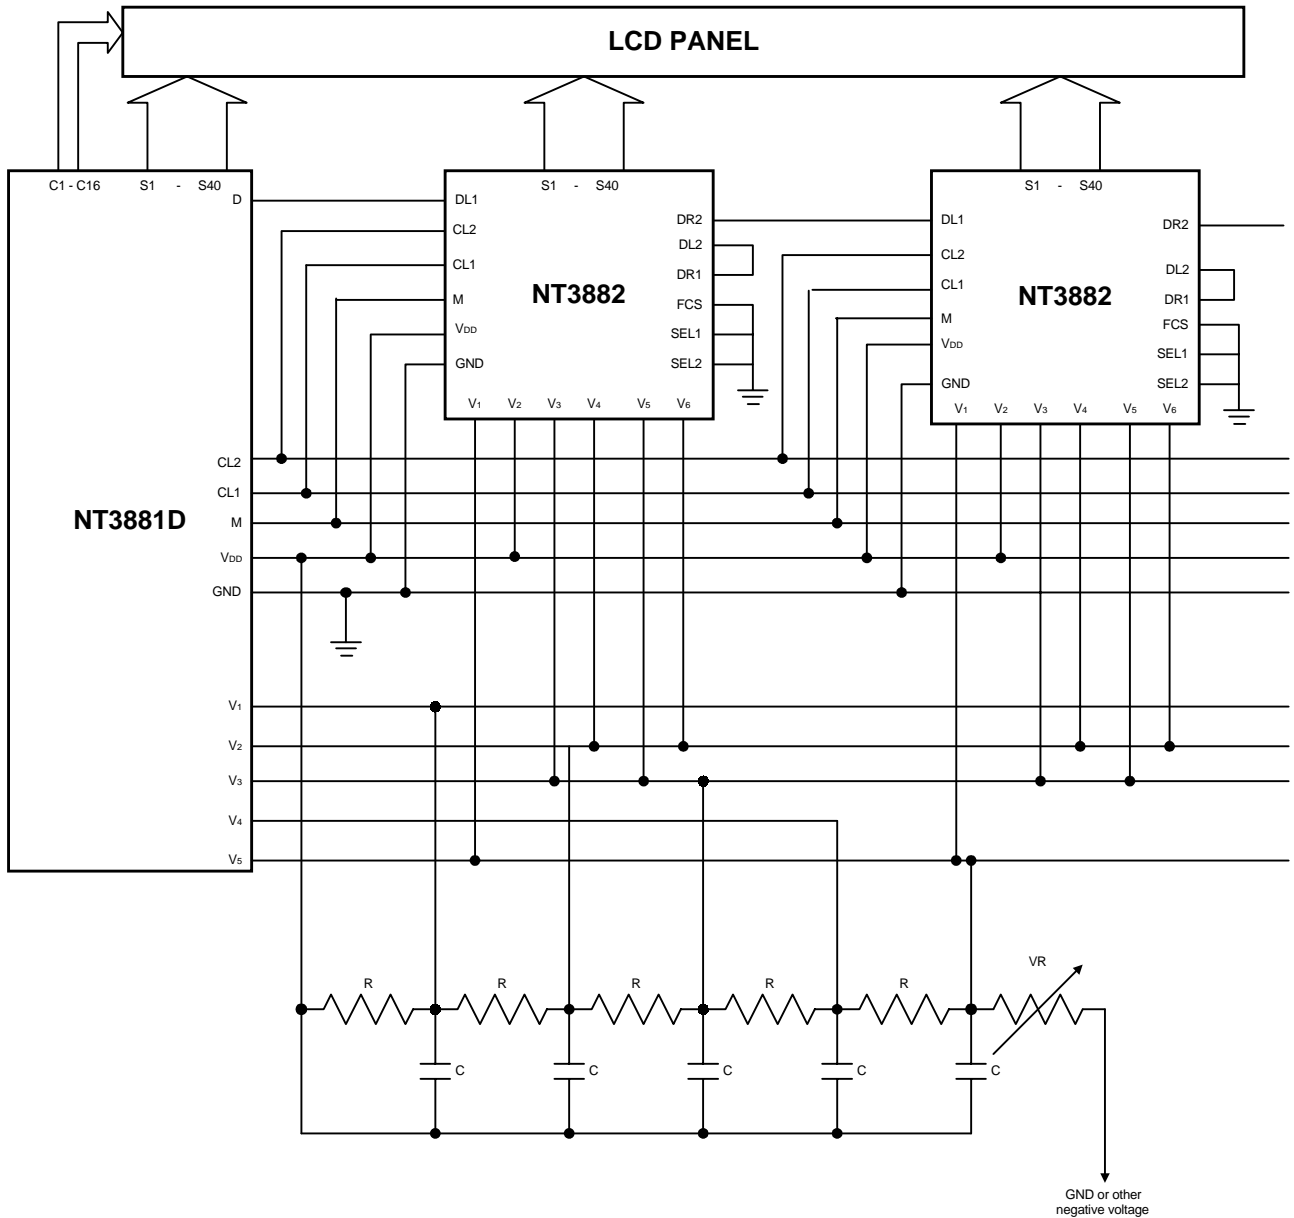 LCD PANEL
C1 - C16 S1 - S40
D
CL2
CL1
NT3881D
M
VDD
GND
V1
V2
V3
V4
V5
S1 - S40
DL1
CL2
CL1
M
VDD
GND
NT3882
DR2
DL2
DR1
FCS
SEL1
SEL2
V1 V2 V3 V4 V5 V6
S1 - S40
DL1
CL2
CL1
M
VDD
GND
NT3882
DR2
DL2
DR1
FCS
SEL1
SEL2
V1 V2 V3 V4 V5 V6
R R R R R VR
C C C C C
GND or other
negative voltage